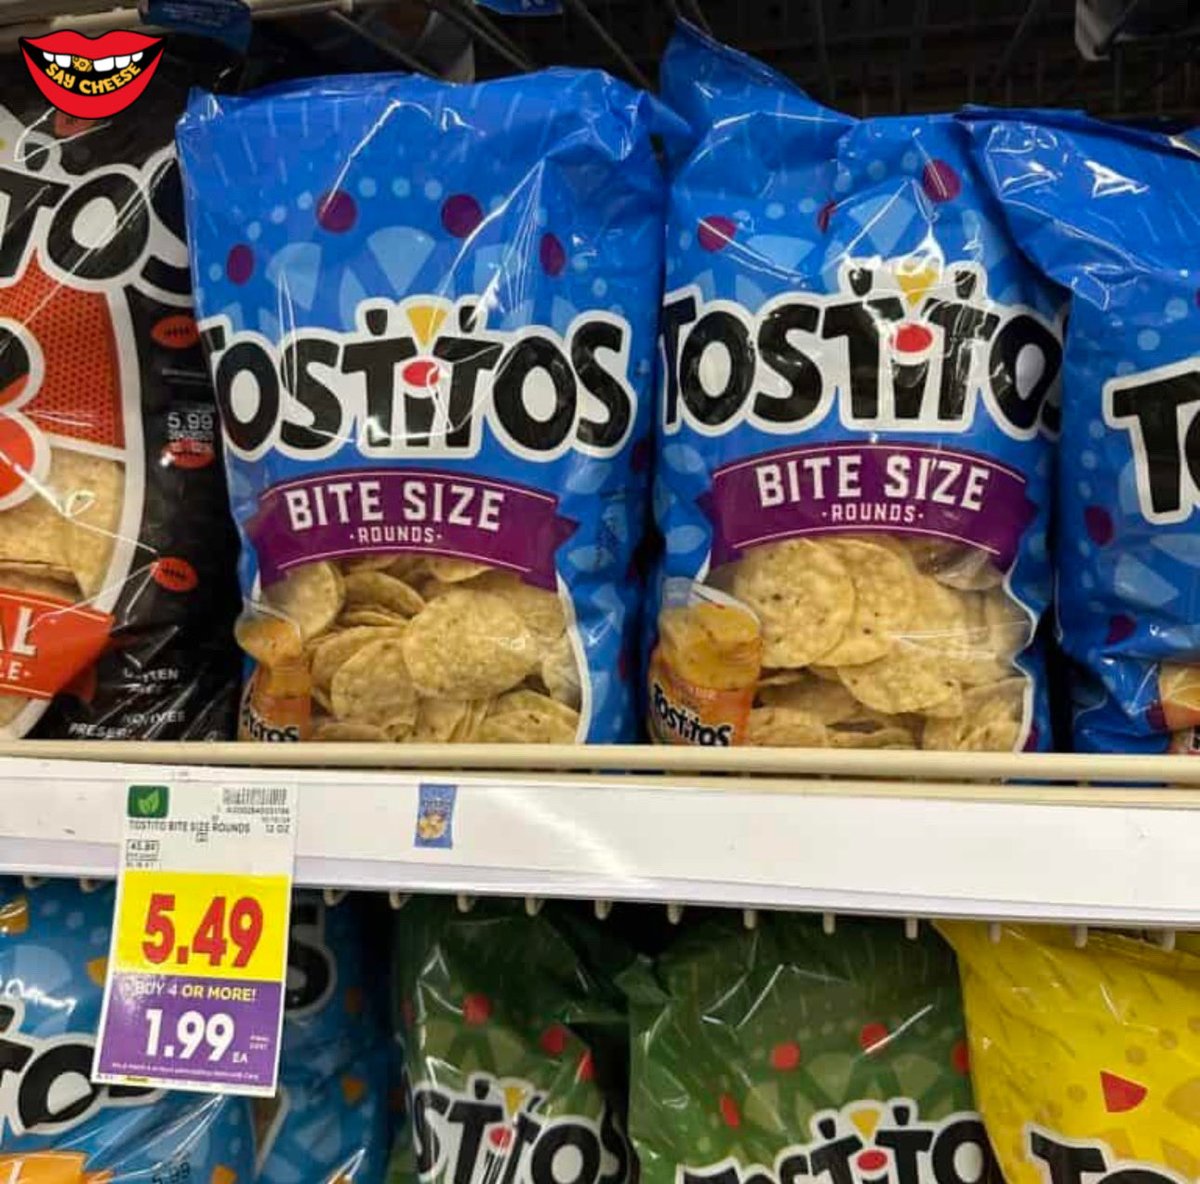 SAY CHEESE
TOSTITOS
BITE SIZE
·ROUNDS·
TOSTITOS
BITE SIZE
·ROUNDS·
5.99
Tostitos
Tostitos
TOSTITO BITE SIZE ROUNDS 12 OZ
5.49
BUY 4 OR MORE!
1.99 EA
TOSTITOS
TOSTITO